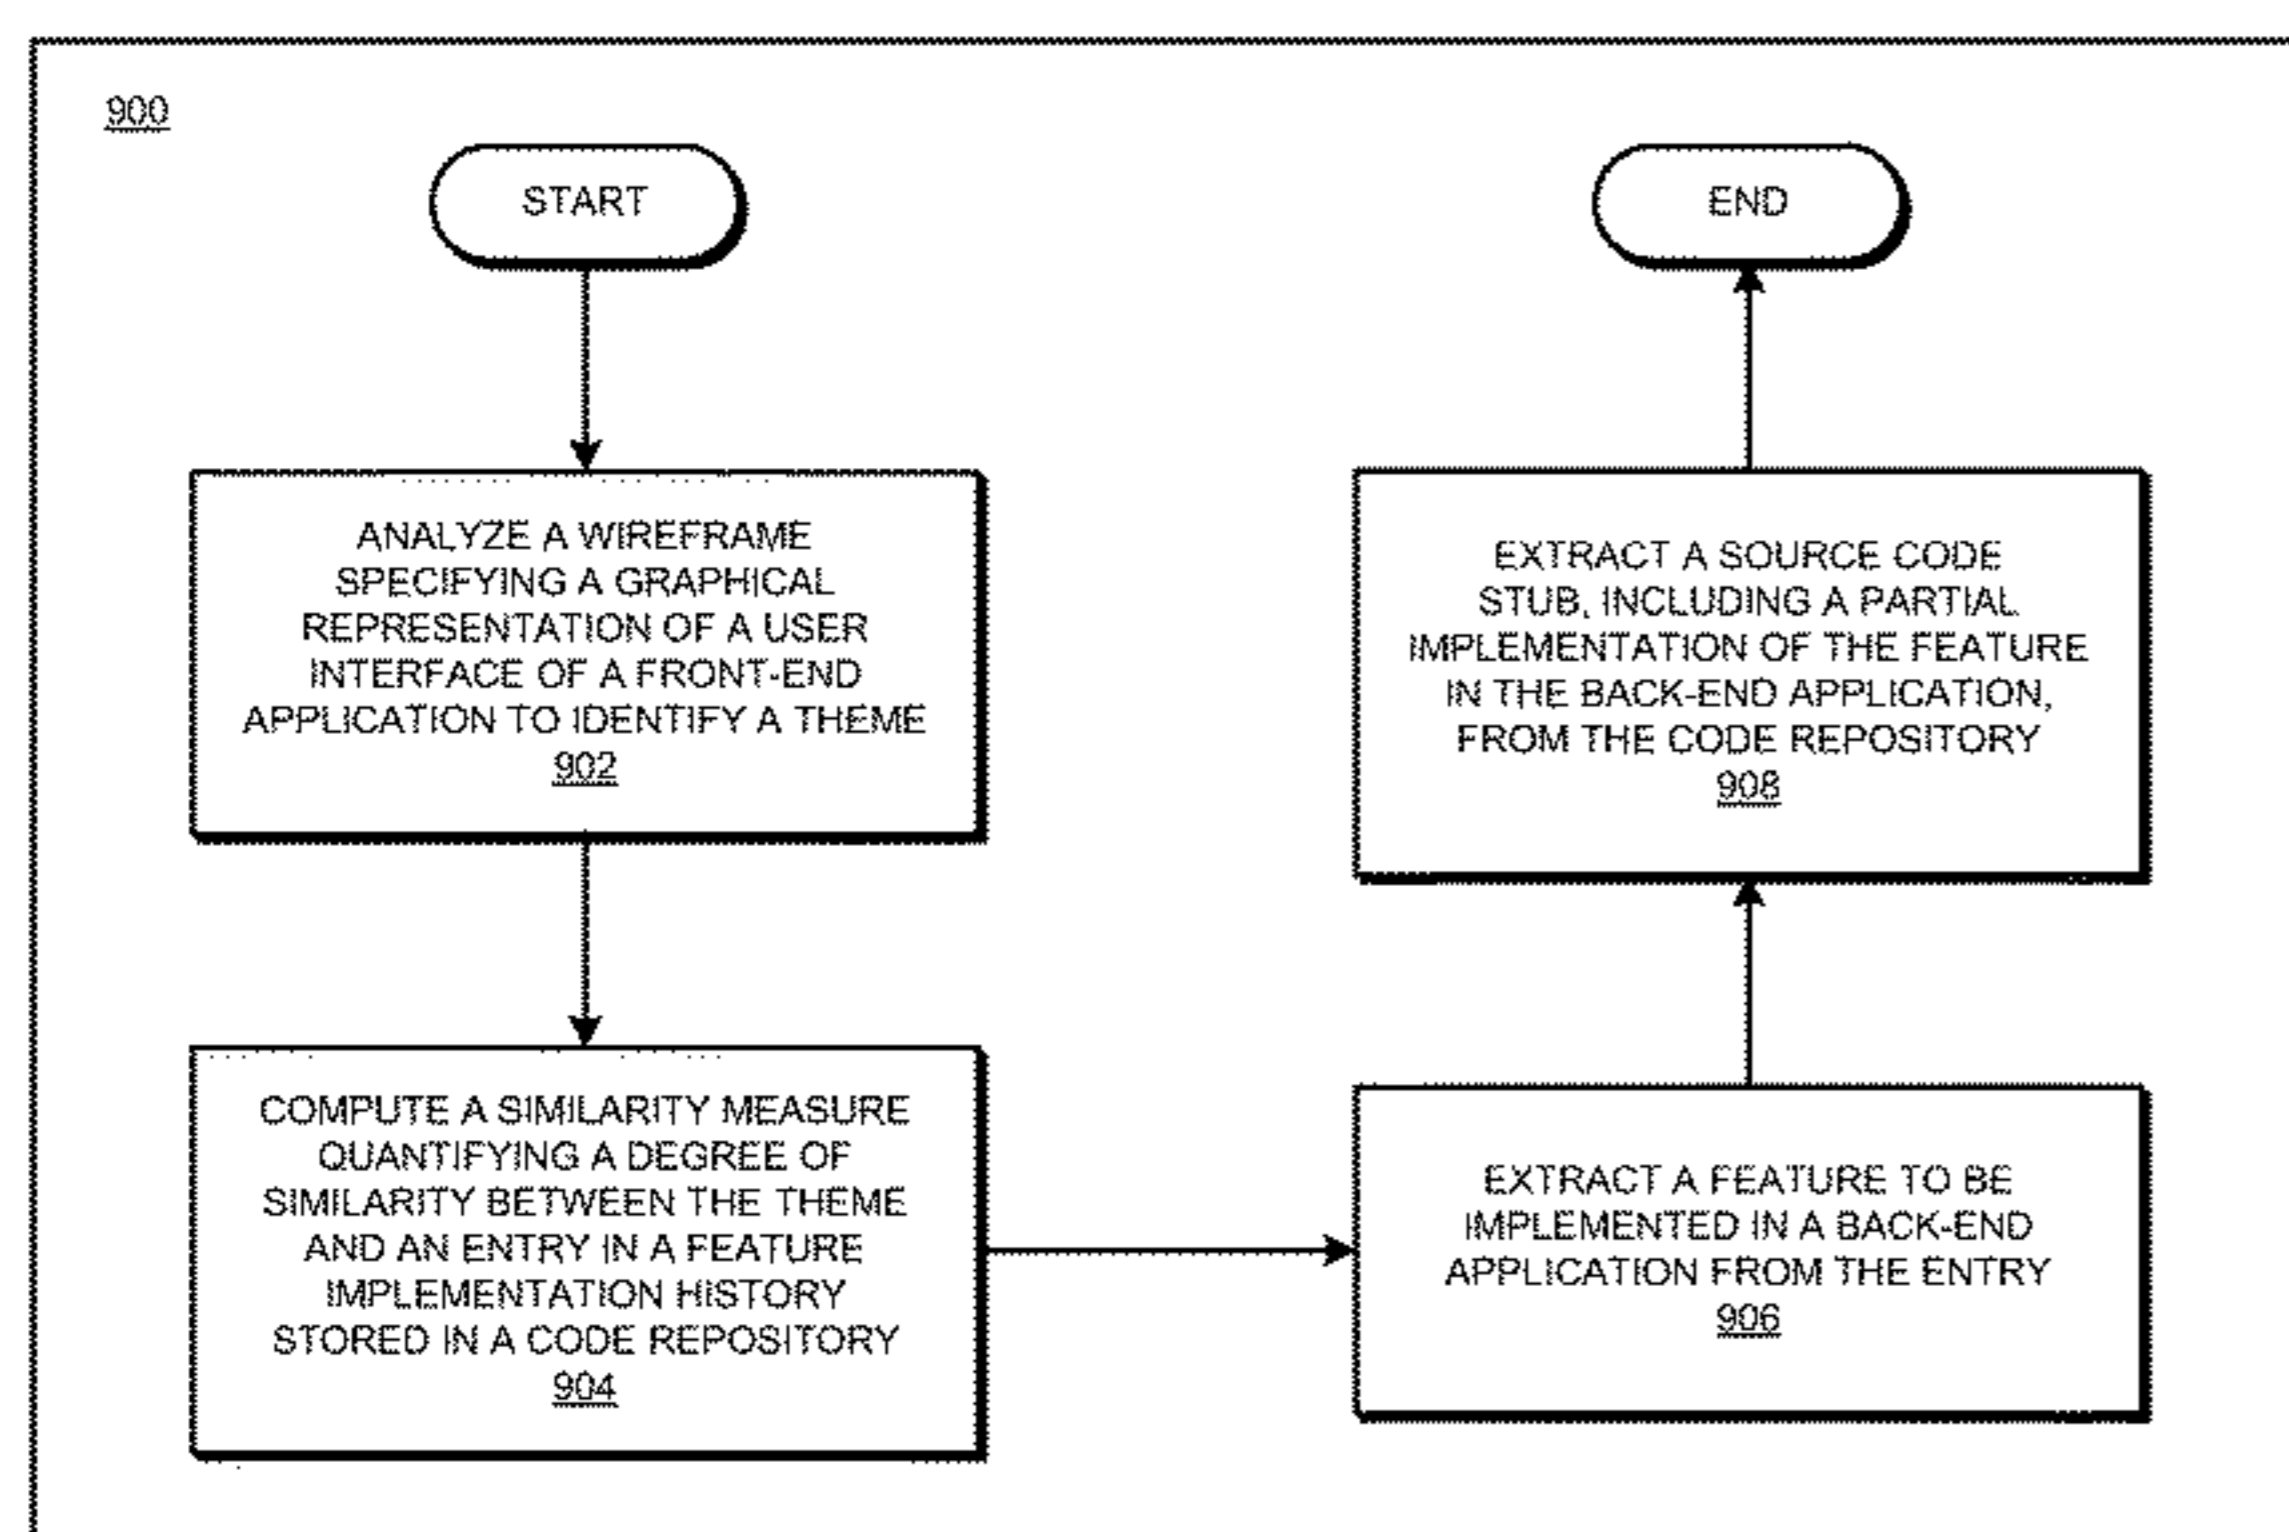 900
START
ANALYZE A WIREFRAME
SPECIFYING A GRAPHICAL
REPRESENTATION OF A USER
INTERFACE OF A FRONT-END
APPLICATION TO IDENTIFY A THEME
902
COMPUTE A SIMILARITY MEASURE
QUANTIFYING A DEGREE OF
SIMILARITY BETWEEN THE THEME
AND AN ENTRY IN A FEATURE
IMPLEMENTATION HISTORY
STORED IN A CODE REPOSITORY
904
EXTRACT A FEATURE TO BE
IMPLEMENTED IN A BACK-END
APPLICATION FROM THE ENTRY
906
EXTRACT A SOURCE CODE
STUB, INCLUDING A PARTIAL
IMPLEMENTATION OF THE FEATURE
IN THE BACK-END APPLICATION,
FROM THE CODE REPOSITORY
908
END